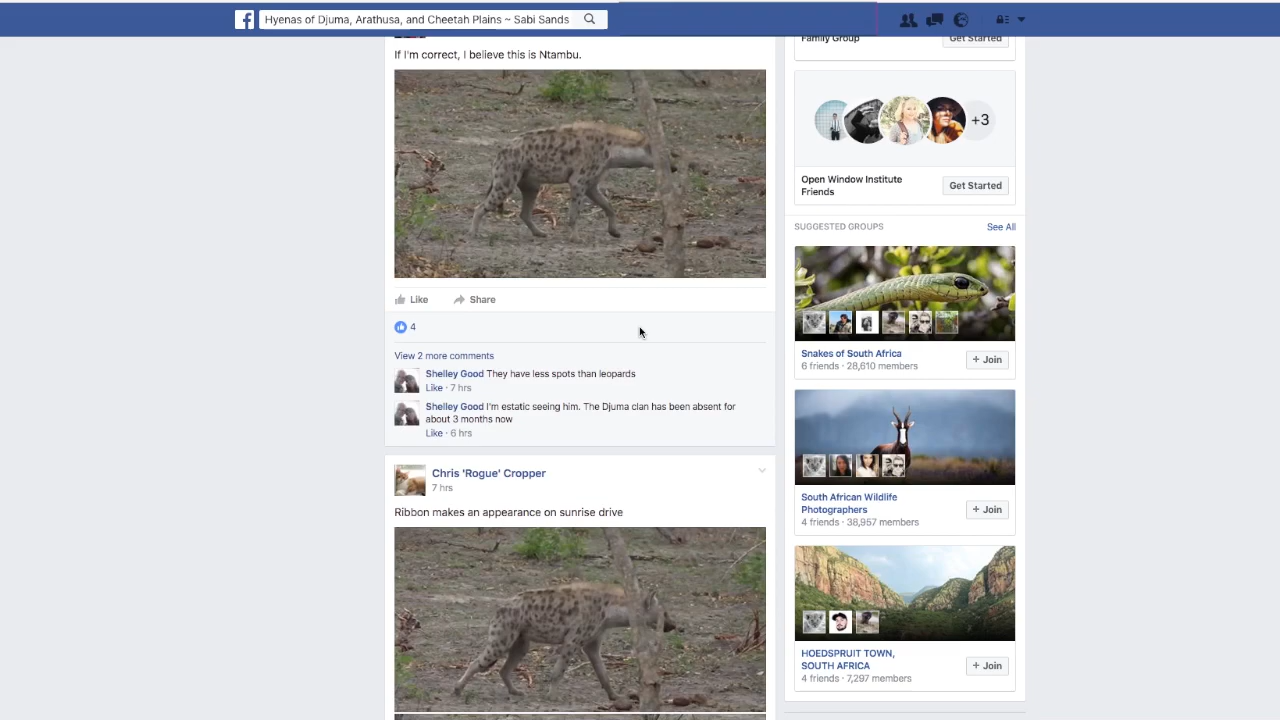 Hyenas of Djuma, Arathusa, and Cheetah Plains ~ Sabi Sands
If I'm correct, I believe this is Ntambu.
Like Share
4
View 2 more comments
Shelley Good They have less spots than leopards
Like · 7 hrs
Shelley Good I'm estatic seeing him. The Djuma clan has been absent for
about 3 months now
Like · 6 hrs
Chris 'Rogue' Cropper
7 hrs
Ribbon makes an appearance on sunrise drive
Family Group
Get Started
+3
Open Window Institute
Friends
Get Started
SUGGESTED GROUPS
See All
Snakes of South Africa
6 friends · 28,610 members
+ Join
South African Wildlife
Photographers
4 friends · 38,957 members
+ Join
HOEDSPRUIT TOWN,
SOUTH AFRICA
4 friends · 7,297 members
+ Join